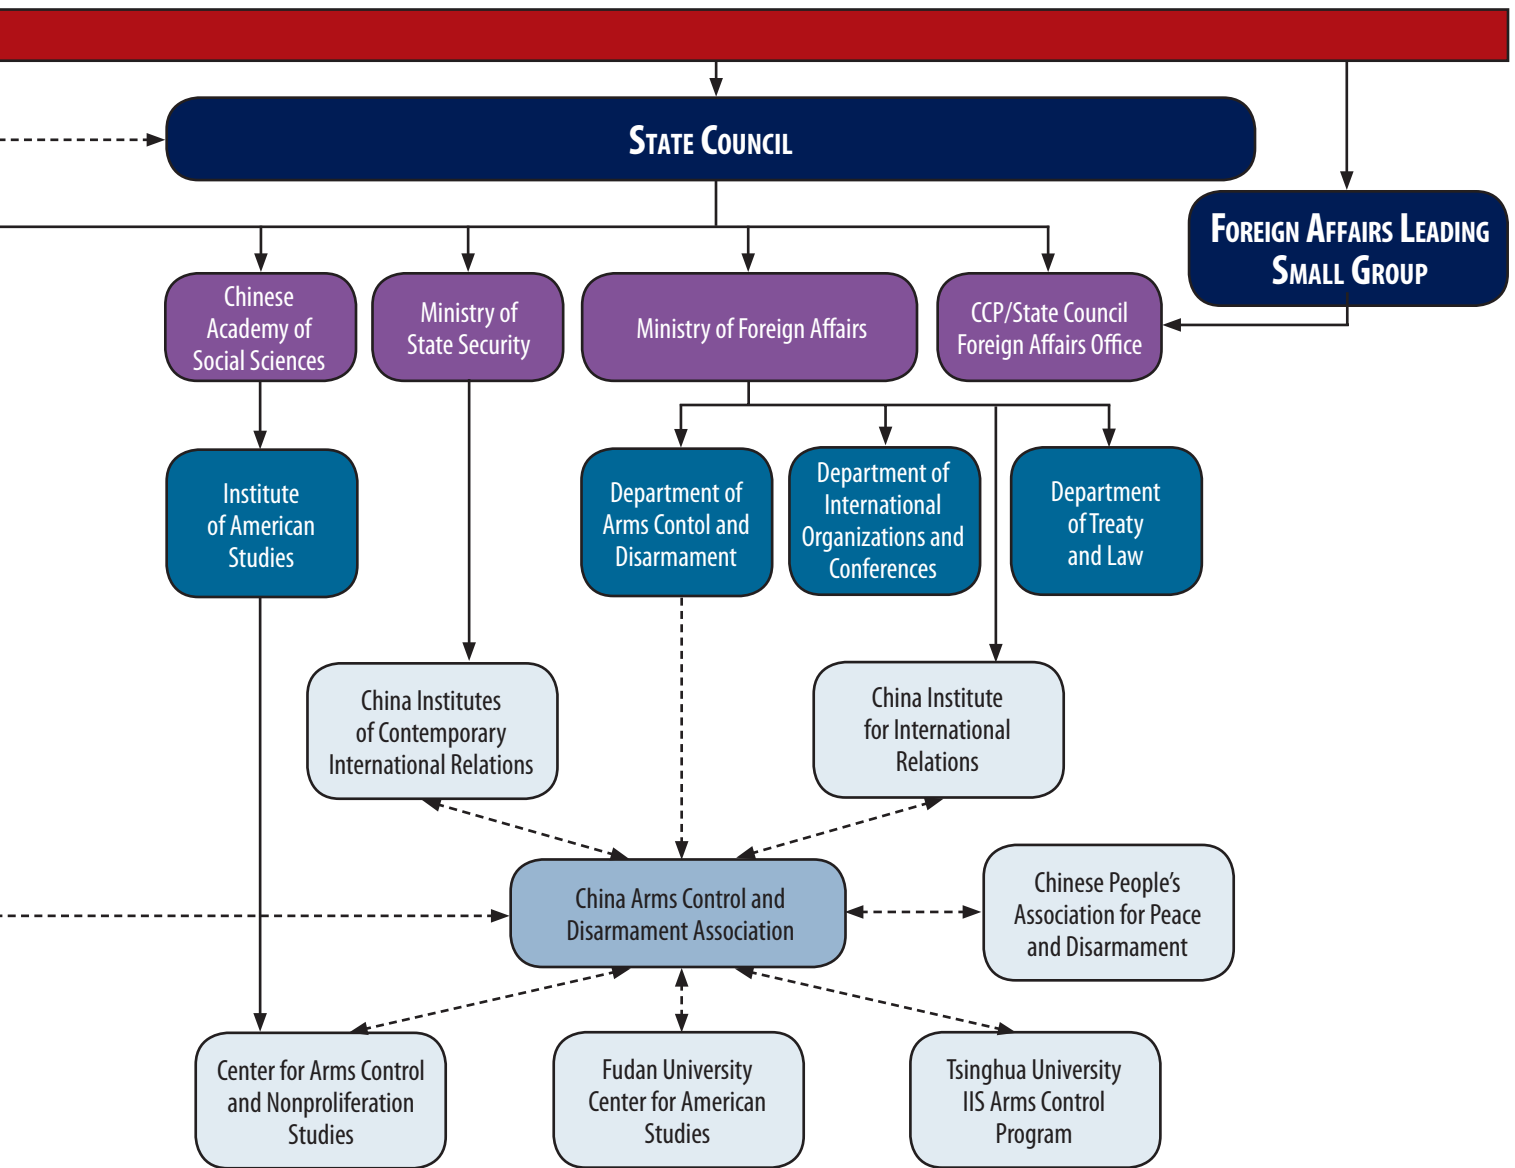 STATE COUNCIL
FOREIGN AFFAIRS LEADING
SMALL GROUP
Chinese
Academy of
Social Sciences
Ministry of
State Security
Ministry of Foreign Affairs
CCP/State Council
Foreign Affairs Office
Institute
of American
Studies
Department of
Arms Contol and
Disarmament
Department of
International
Organizations and
Conferences
Department
of Treaty
and Law
China Institutes
of Contemporary
International Relations
China Institute
for International
Relations
China Arms Control and
Disarmament Association
Chinese People’s
Association for Peace
and Disarmament
Center for Arms Control
and Nonproliferation
Studies
Fudan University
Center for American
Studies
Tsinghua University
IIS Arms Control
Program